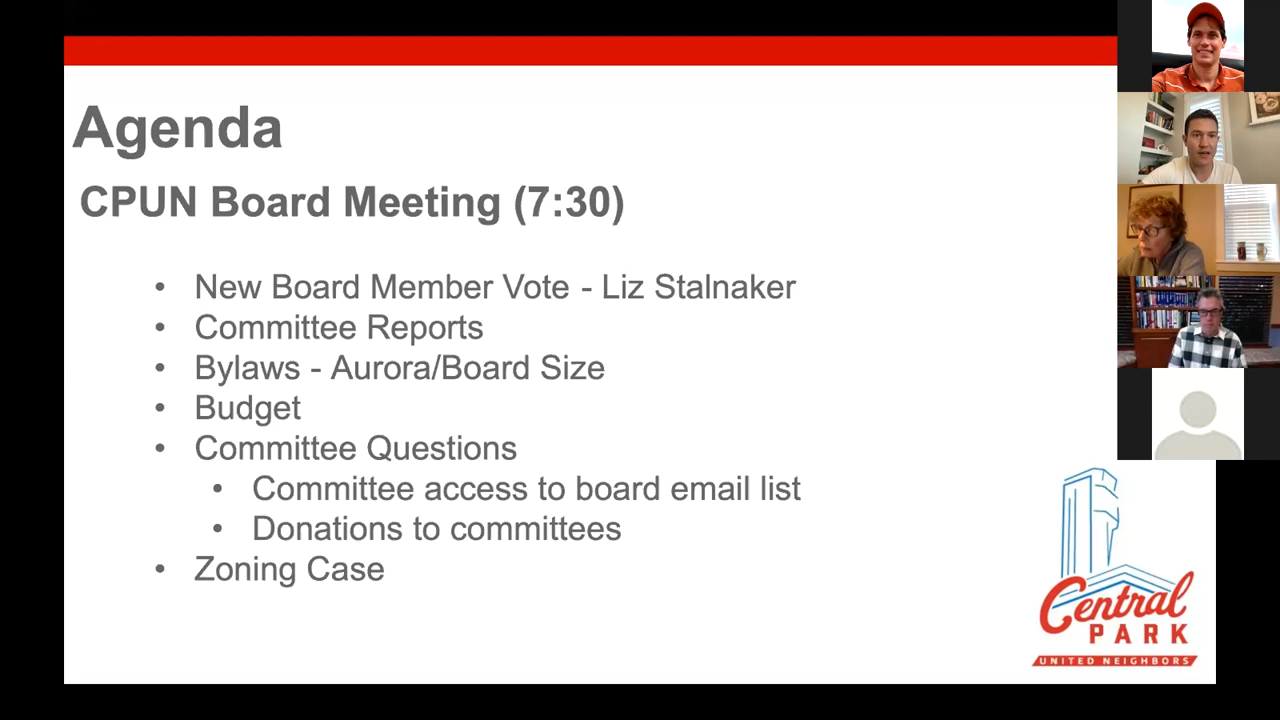 Agenda
CPUN Board Meeting (7:30)
• New Board Member Vote - Liz Stalnaker
• Committee Reports
• Bylaws - Aurora/Board Size
• Budget
• Committee Questions
• Committee access to board email list
• Donations to committees
• Zoning Case
Central
PARK
UNITED NEIGHBORS